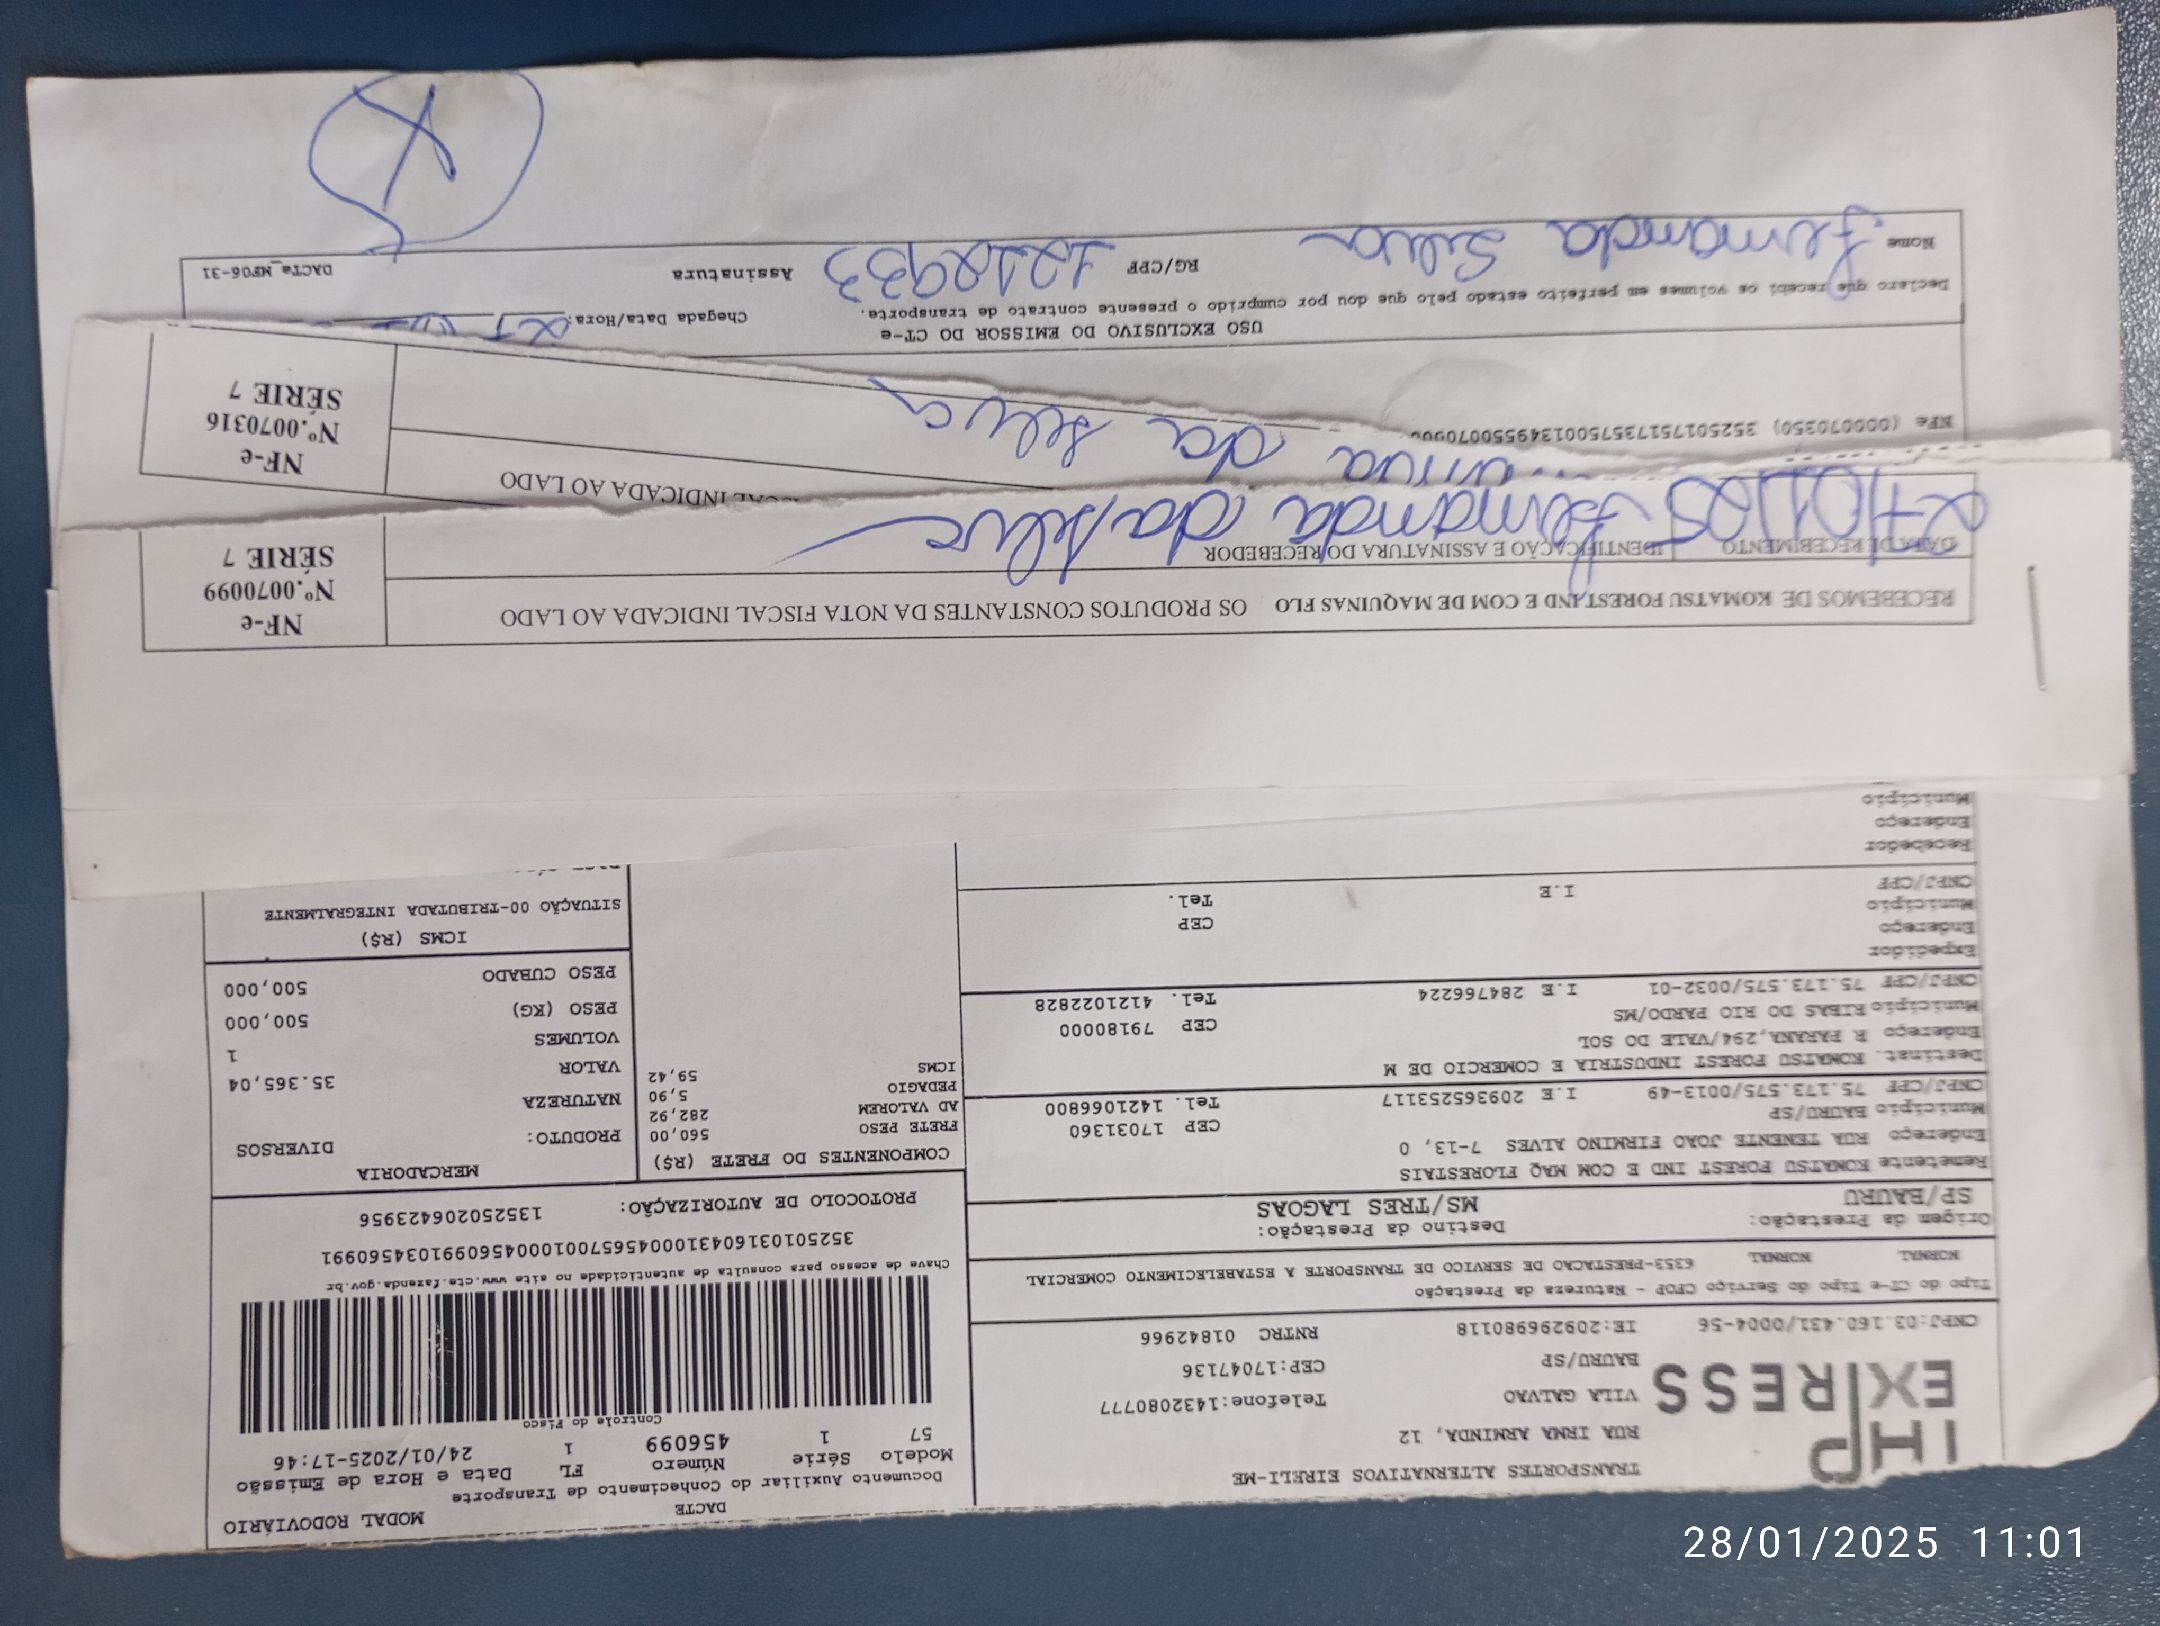 DACTE
MODAL RODOVIÁRIO
Documento Auxiliar do Conhecimento de Transporte
Modelo Série Número FL Data e Hora de Emissão
57 1 456099 1 24/01/2025-17:46
Controle do Fisco
Chave de acesso para consulta de autenticidade no site www.cte.fazenda.gov.br
PROTOCOLO DE AUTORIZAÇÃO: 135250206423956
IHP
EXPRESS
TRANSPORTES ALTERNATIVOS EIRELI-ME
RUA IRMA ARMINDA, 12
VILA GALVAO Telefone:1432080777
BAURU/SP CEP:17047136
CNPJ:03.160.431/0004-56 IE:209296980118 RNTRC 01842966
Tipo do CT-e Tipo do Serviço CFOP - Natureza da Prestação
NORMAL NORMAL 6353-PRESTACAO DE SERVICO DE TRANSPORTE A ESTABELECIMENTO COMERCIAL
Origem da Prestação: Destino da Prestação:
SP/BAURU MS/TRES LAGOAS
Remetente KOMATSU FOREST IND E COM MAQ FLORESTAIS
Endereço RUA TENENTE JOAO FIRMINO ALVES 7-13, 0
Município BAURU/SP CEP 17031360
CNPJ/CPF 75.173.575/0013-49 I.E 209365253117 Tel. 1421066800
Destinat. KOMATSU FOREST INDUSTRIA E COMERCIO DE M
Endereço R PARANA,294/VALE DO SOL
Município RIBAS DO RIO PARDO/MS CEP 79180000
CNPJ/CPF 75.173.575/0032-01 I.E 284766224 Tel. 4121022828
Expedidor
Endereço
Município CEP
CNPJ/CPF I.E Tel.
Recebedor
Endereço
Município
COMPONENTES DO FRETE (R$)
FRETE PESO 560,00
AD VALOREM 282,92
PEDAGIO 5,90
ICMS 59,42
MERCADORIA
PRODUTO: DIVERSOS
NATUREZA
VALOR 35.365,04
VOLUMES 1
PESO (KG) 500,000
PESO CUBADO 500,000
ICMS (R$)
SITUAÇÃO 00-TRIBUTADA INTEGRALMENTE
RECEBEMOS DE KOMATSU FOREST IND E COM DE MAQUINAS FLO OS PRODUTOS CONSTANTES DA NOTA FISCAL INDICADA AO LADO
DATA DE RECEBIMENTO IDENTIFICAÇÃO E ASSINATURA DO RECEBEDOR
27/01/25 Fernanda da Silva
NF-e
Nº.0070099
SÉRIE 7
INDICADA AO LADO
da Silva
NF-e
Nº.0070316
SÉRIE 7
NFe (000070350)
USO EXCLUSIVO DO EMISSOR DO CT-e
Declaro que recebi os volumes em perfeito estado pelo que dou por cumprido o presente contrato de transporte.
Chegada Data/Hora: 27
Nome Fernanda Silva RG/CPF 1212933 Assinatura
DACTe_MF06-31
28/01/2025 11:01